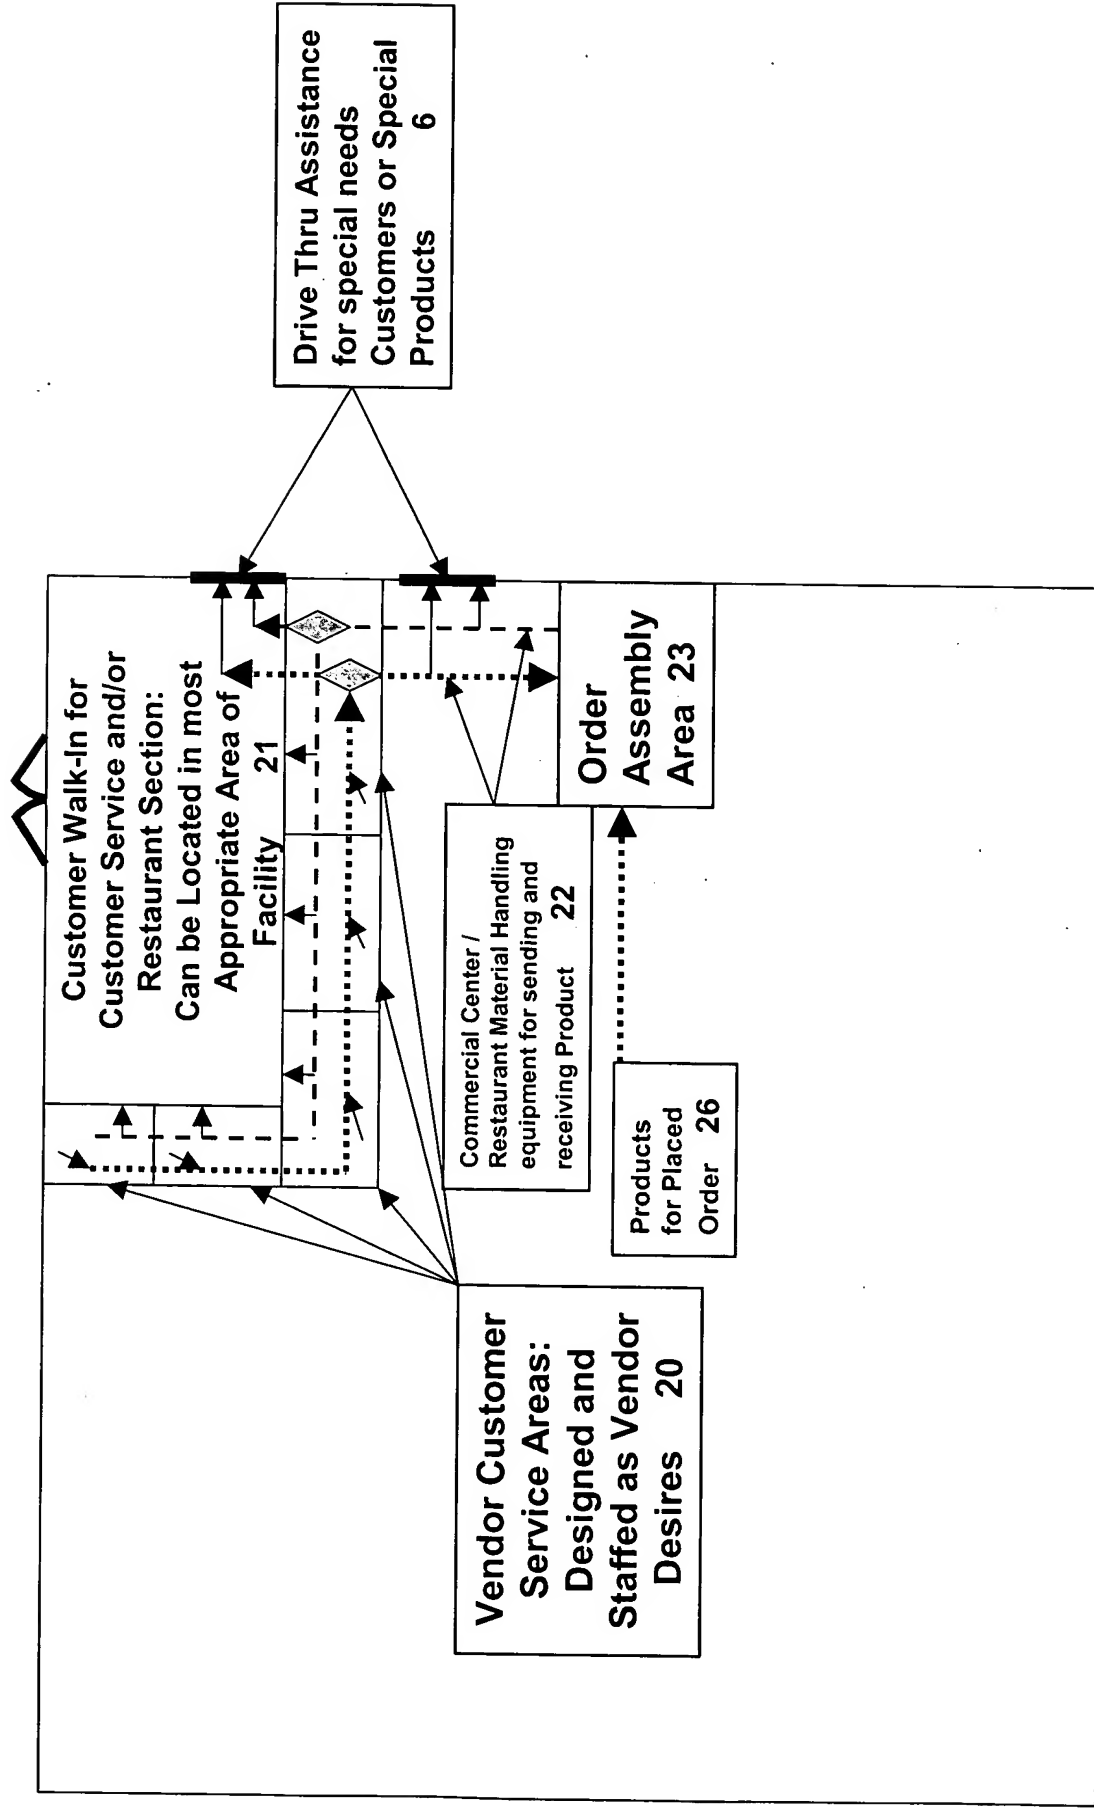 Drive Thru Assistance
for special needs
Customers or Special
Products 6
Customer Walk-In for
Customer Service and/or
Restaurant Section:
Can be Located in most
Appropriate Area of
Facility 21
Commercial Center /
Restaurant Material Handling
equipment for sending and
receiving Product 22
Order
Assembly
Area 23
Products
for Placed
Order 26
Vendor Customer
Service Areas:
Designed and
Staffed as Vendor
Desires 20